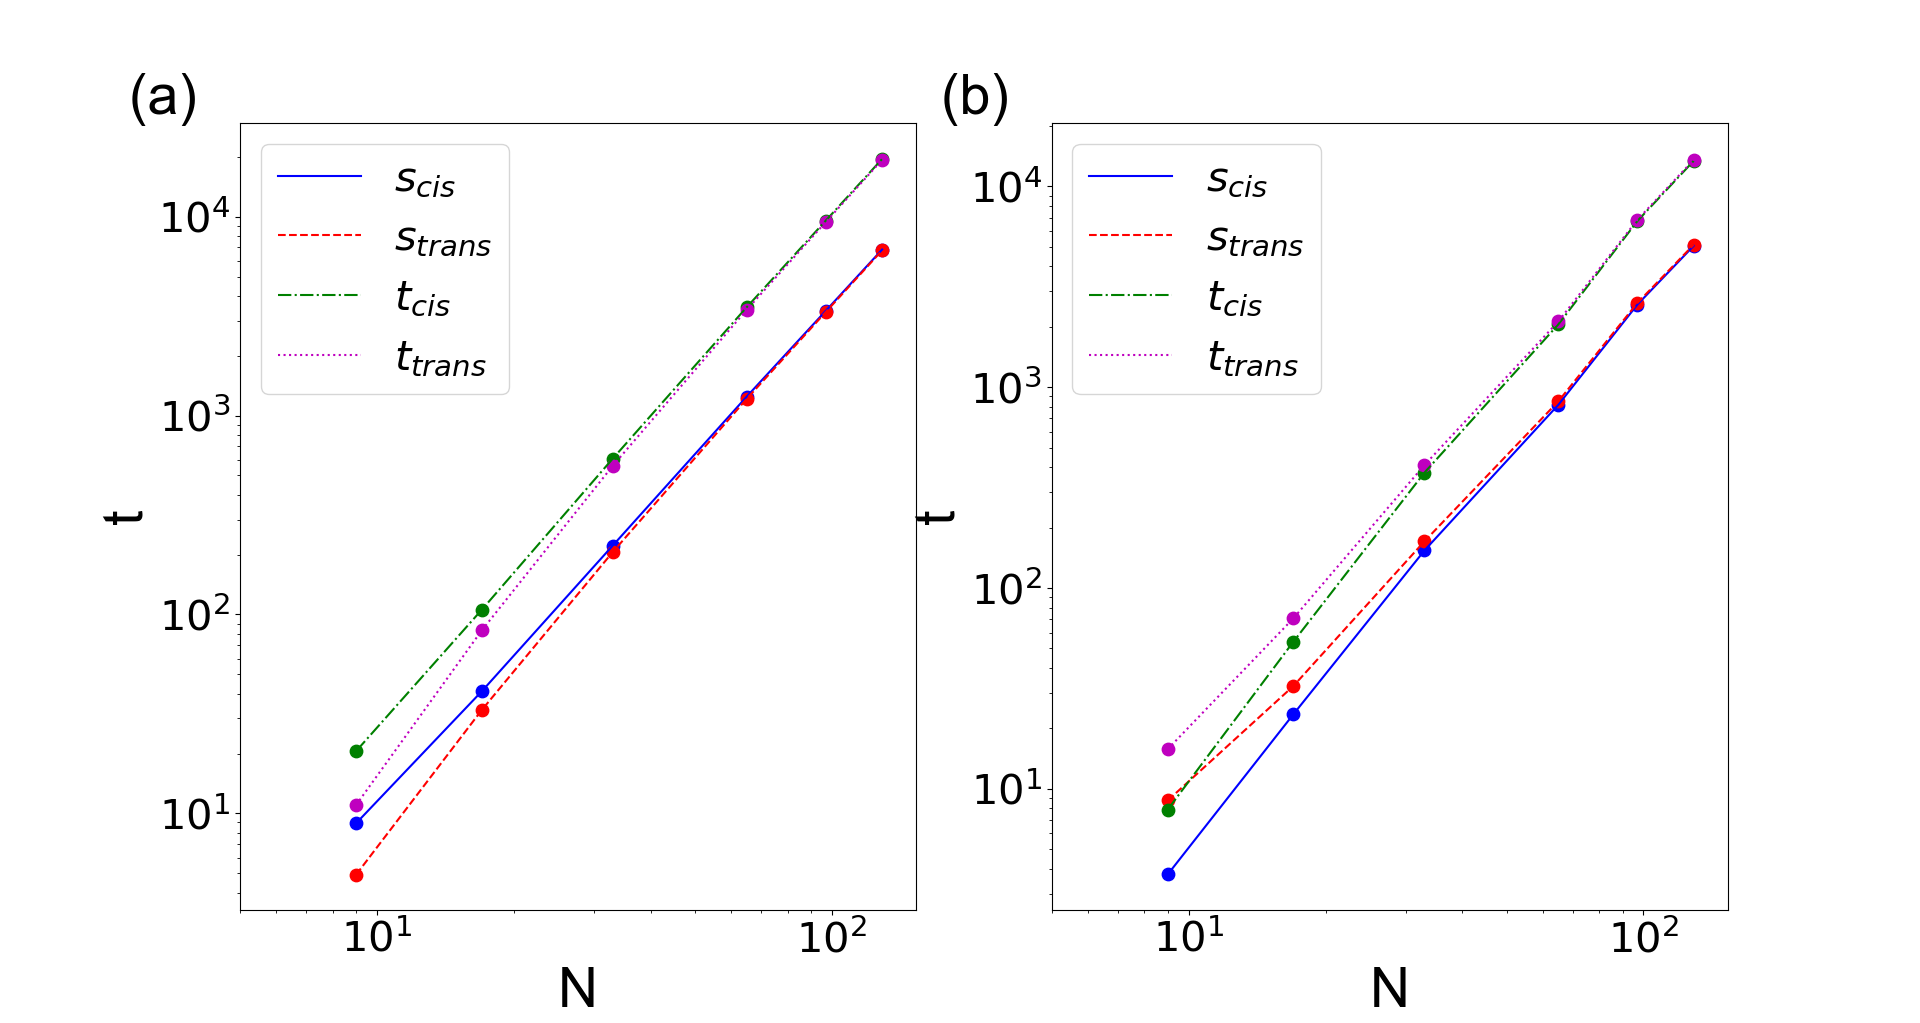 (a)
s_cis
s_trans
t_cis
t_trans
10^4
10^3
10^2
10^1
t
10^1 10^2
N
(b)
s_cis
s_trans
t_cis
t_trans
10^4
10^3
10^2
10^1
t
10^1 10^2
N